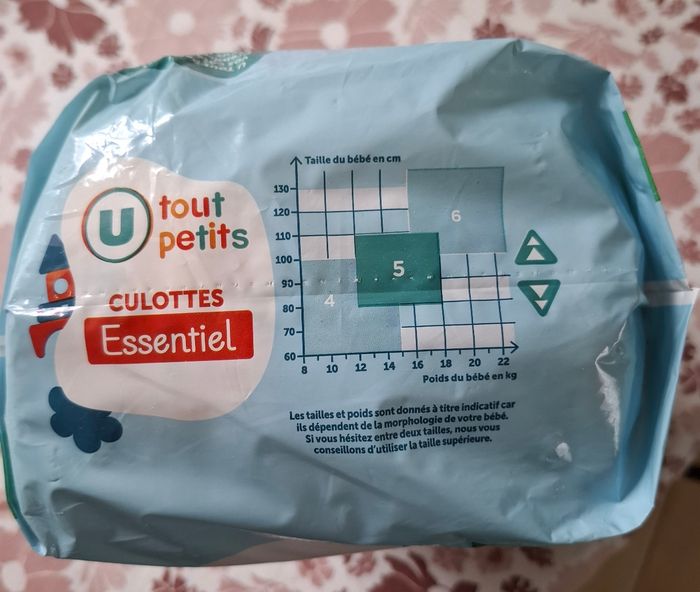 U
tout
petits
CULOTTES
Essentiel
Taille du bébé en cm
130
120
110
100
90
80
70
60
6
5
4
8 10 12 14 16 18 20 22
Poids du bébé en kg
Les tailles et poids sont donnés à titre indicatif car
ils dépendent de la morphologie de votre bébé.
Si vous hésitez entre deux tailles, nous vous
conseillons d'utiliser la taille supérieure.